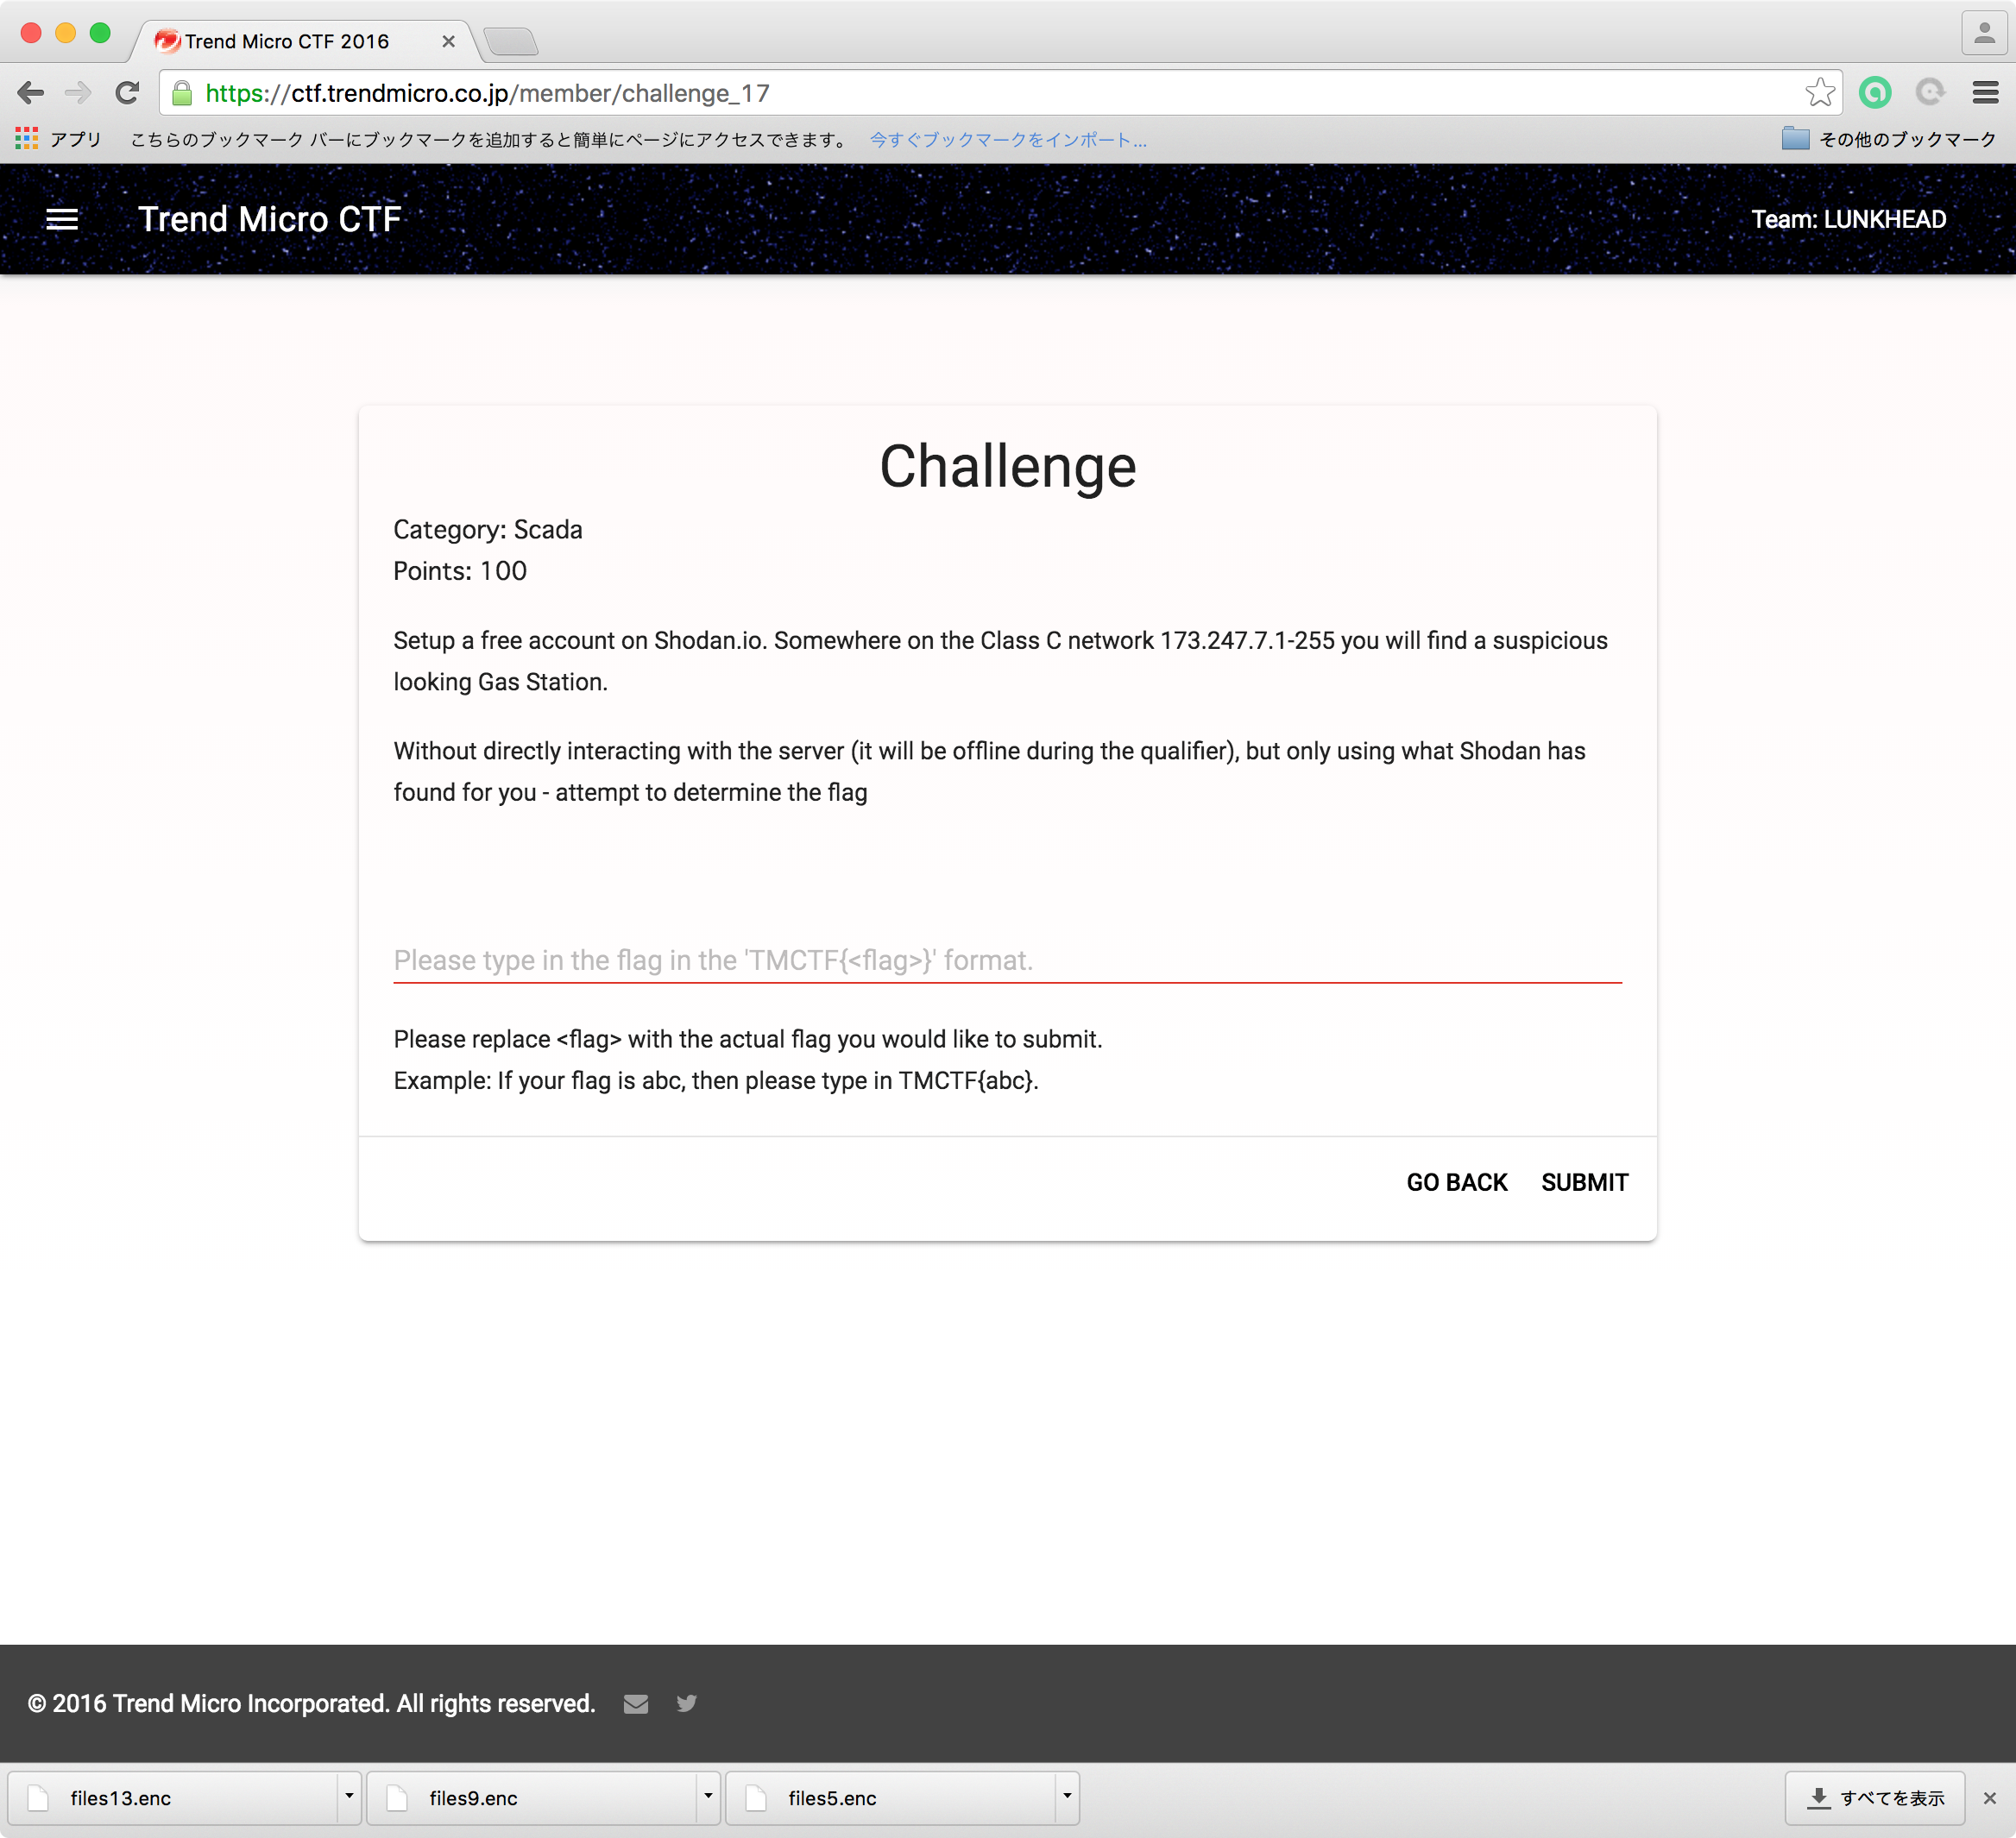 Trend Micro CTF 2016
https://ctf.trendmicro.co.jp/member/challenge_17
アプリ こちらのブックマーク バーにブックマークを追加すると簡単にページにアクセスできます。 今すぐブックマークをインポート... その他のブックマーク
Trend Micro CTF
Team: LUNKHEAD
Challenge
Category: Scada
Points: 100
Setup a free account on Shodan.io. Somewhere on the Class C network 173.247.7.1-255 you will find a suspicious
looking Gas Station.
Without directly interacting with the server (it will be offline during the qualifier), but only using what Shodan has
found for you - attempt to determine the flag
Please type in the flag in the 'TMCTF{<flag>}' format.
Please replace <flag> with the actual flag you would like to submit.
Example: If your flag is abc, then please type in TMCTF{abc}.
GO BACK SUBMIT
© 2016 Trend Micro Incorporated. All rights reserved.
files13.enc files9.enc files5.enc すべてを表示